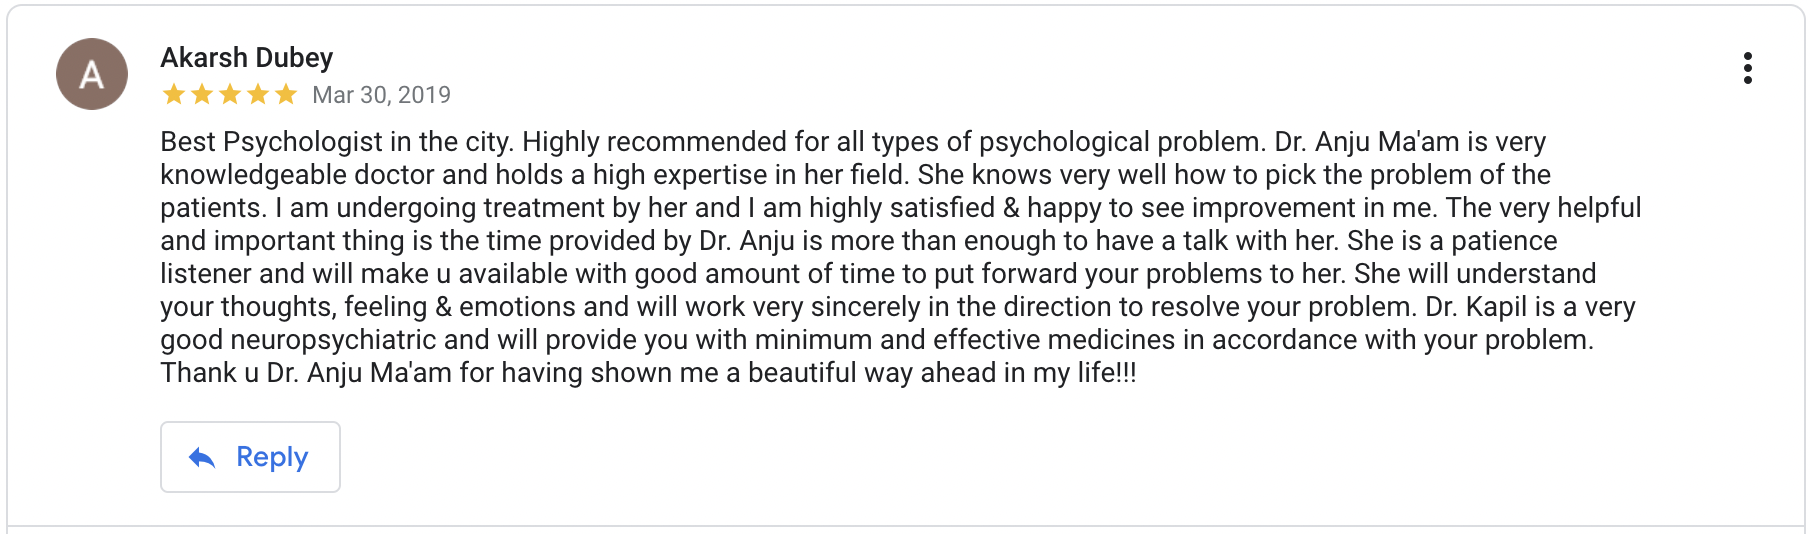 A
Akarsh Dubey
Mar 30, 2019
Best Psychologist in the city. Highly recommended for all types of psychological problem. Dr. Anju Ma'am is very
knowledgeable doctor and holds a high expertise in her field. She knows very well how to pick the problem of the
patients. I am undergoing treatment by her and I am highly satisfied & happy to see improvement in me. The very helpful
and important thing is the time provided by Dr. Anju is more than enough to have a talk with her. She is a patience
listener and will make u available with good amount of time to put forward your problems to her. She will understand
your thoughts, feeling & emotions and will work very sincerely in the direction to resolve your problem. Dr. Kapil is a very
good neuropsychiatric and will provide you with minimum and effective medicines in accordance with your problem.
Thank u Dr. Anju Ma'am for having shown me a beautiful way ahead in my life!!!
Reply